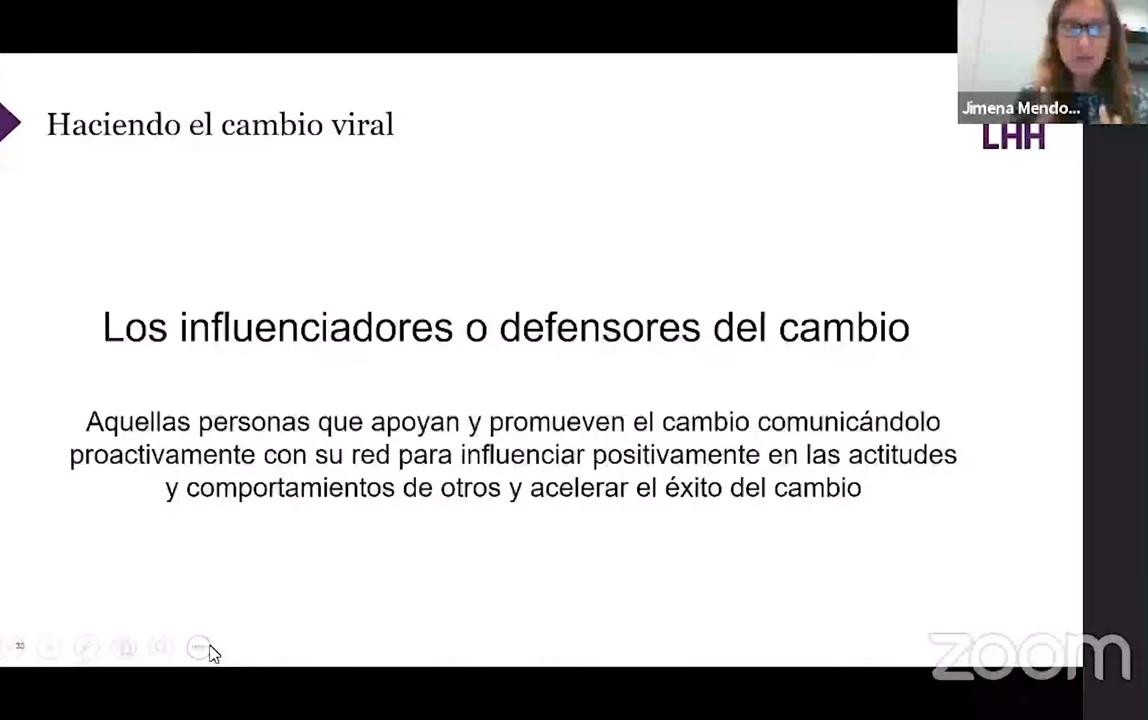 Jimena Mendo...
Haciendo el cambio viral
LHH
Los influenciadores o defensores del cambio
Aquellas personas que apoyan y promueven el cambio comunicándolo
proactivamente con su red para influenciar positivamente en las actitudes
y comportamientos de otros y acelerar el éxito del cambio
zoom